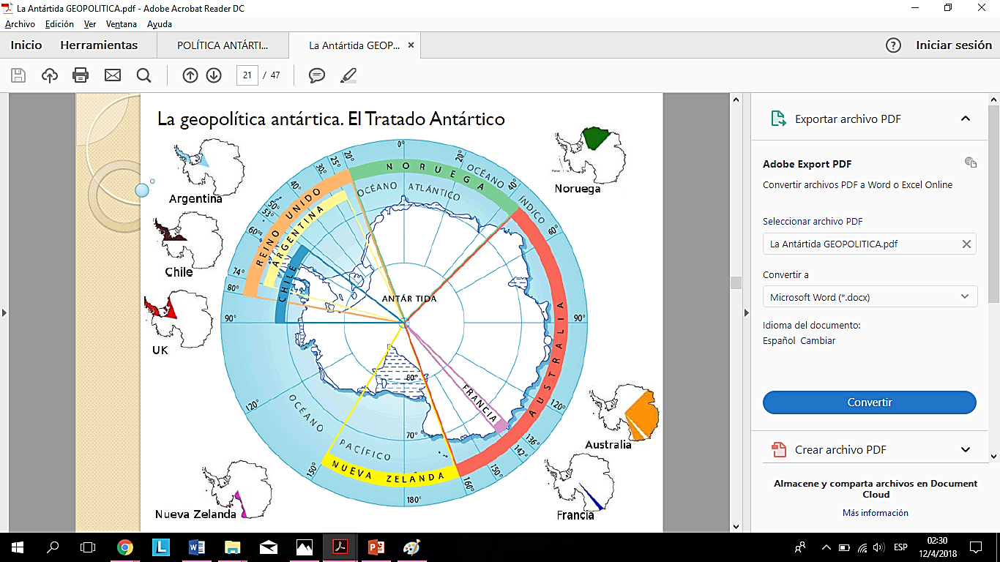 La Antártida GEOPOLITICA.pdf - Adobe Acrobat Reader DC
Archivo Edición Ver Ventana Ayuda
Inicio Herramientas POLÍTICA ANTÁRTI... La Antártida GEOP... × Iniciar sesión
21 / 47
La geopolítica antártica. El Tratado Antártico
Argentina
Chile
UK
Nueva Zelanda
Noruega
Australia
Francia
0°
20°
25°
30°
40°
50°
53°
60°
74°
80°
90°
120°
150°
180°
160°
150°
142°
136°
120°
90°
60°
40°
20°
NORUEGA
REINO UNIDO
ARGENTINA
CHILE
AUSTRALIA
FRANCIA
NUEVA ZELANDA
OCÉANO ATLÁNTICO
OCÉANO ÍNDICO
OCÉANO PACÍFICO
ANTÁR TIDA
80°
70°
Exportar archivo PDF
Adobe Export PDF
Convertir archivos PDF a Word o Excel Online
Seleccionar archivo PDF
La Antártida GEOPOLITICA.pdf
Convertir a
Microsoft Word (*.docx)
Idioma del documento:
Español Cambiar
Convertir
Crear archivo PDF
Almacene y comparta archivos en Document
Cloud
Más información
ESP
02:30
12/4/2018